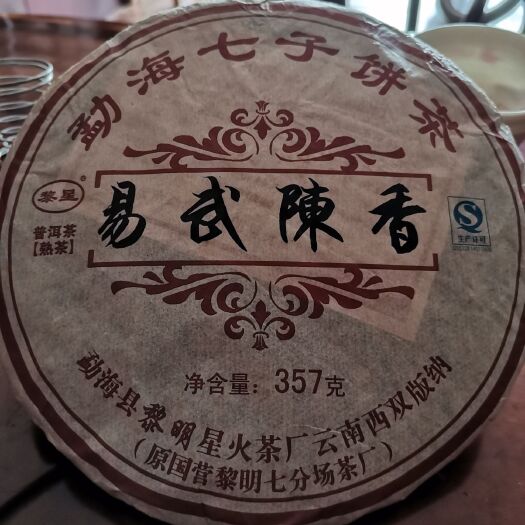 勐海七子饼茶
黎星
普洱茶
【熟茶】
易武陳香
生产许可
净含量：357克
勐海县黎明星火茶厂云南西双版纳
（原国营黎明七分场茶厂）